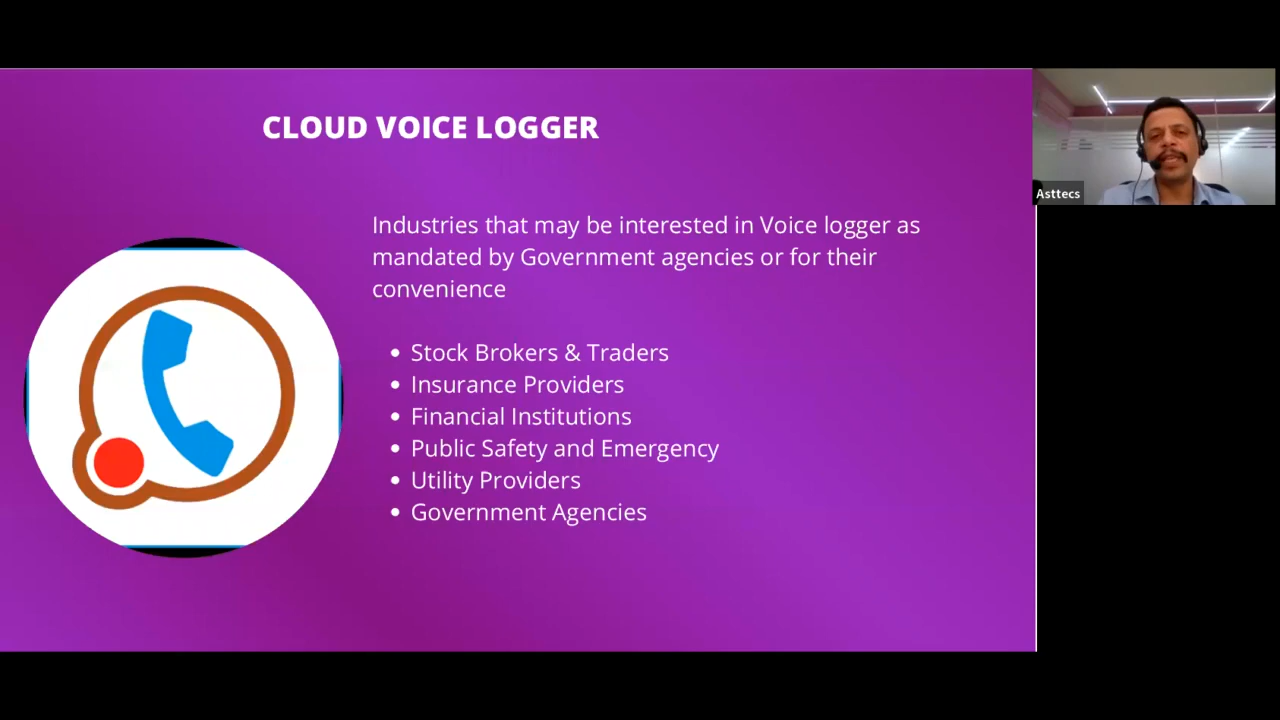 CLOUD VOICE LOGGER
Industries that may be interested in Voice logger as
mandated by Government agencies or for their
convenience
• Stock Brokers & Traders
• Insurance Providers
• Financial Institutions
• Public Safety and Emergency
• Utility Providers
• Government Agencies
Asttecs